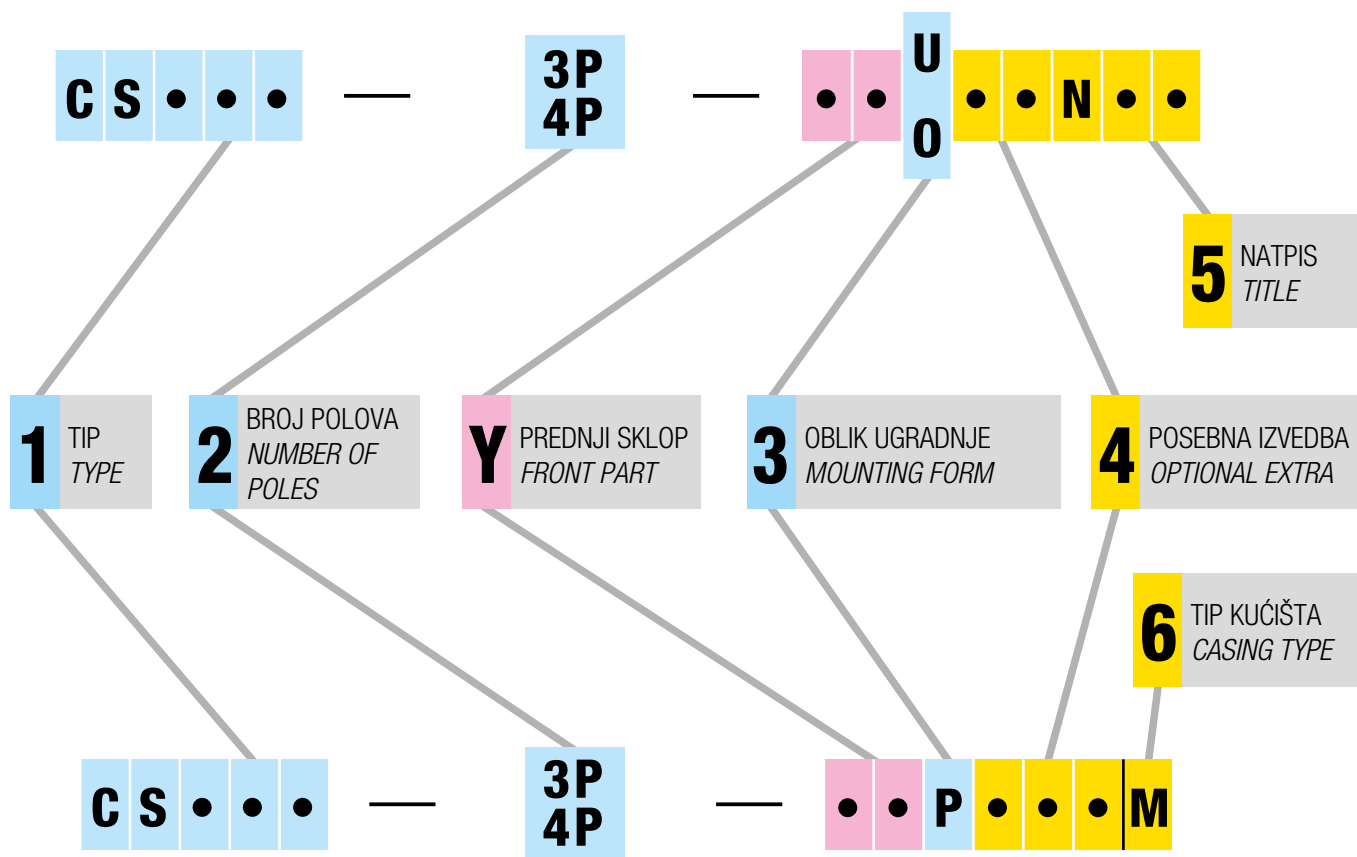 CS••• — 3P — ••U••N••
4P O
5 NATPIS
TITLE
1 TIP
TYPE
2 BROJ POLOVA
NUMBER OF
POLES
Y PREDNJI SKLOP
FRONT PART
3 OBLIK UGRADNJE
MOUNTING FORM
4 POSEBNA IZVEDBA
OPTIONAL EXTRA
6 TIP KUĆIŠTA
CASING TYPE
CS••• — 3P — ••P•••M
4P